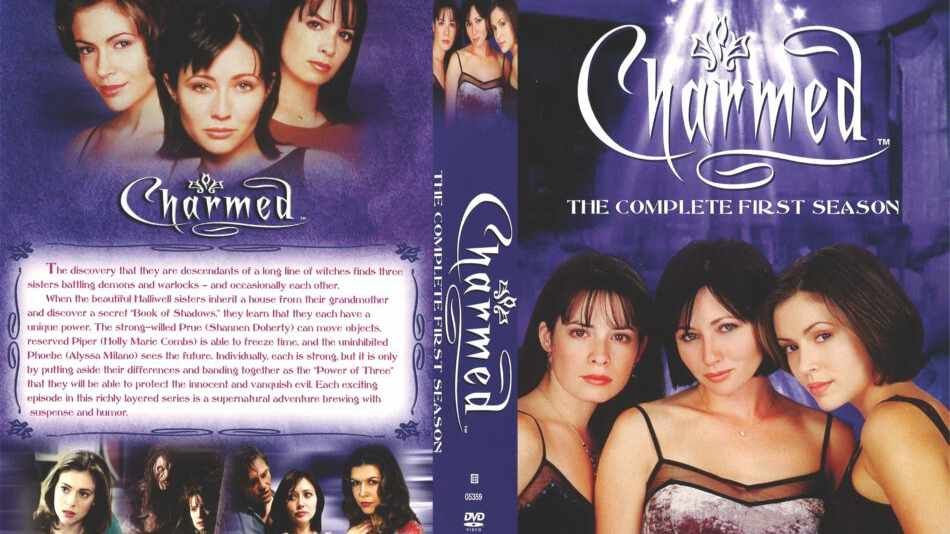 Charmed
The discovery that they are descendants of a long line of witches finds three
sisters battling demons and warlocks – and occasionally each other.
When the beautiful Halliwell sisters inherit a house from their grandmother
and discover a secret "Book of Shadows," they learn that they each have a
unique power. The strong-willed Prue (Shannen Doherty) can move objects,
reserved Piper (Holly Marie Combs) is able to freeze time, and the uninhibited
Phoebe (Alyssa Milano) sees the future. Individually, each is strong, but it is only
by putting aside their differences and banding together as the "Power of Three"
that they will be able to protect the innocent and vanquish evil. Each exciting
episode in this richly layered series is a supernatural adventure brewing with
suspense and humor.
Charmed™
THE COMPLETE FIRST SEASON
05359
DVD
VIDEO
Charmed™
THE COMPLETE FIRST SEASON